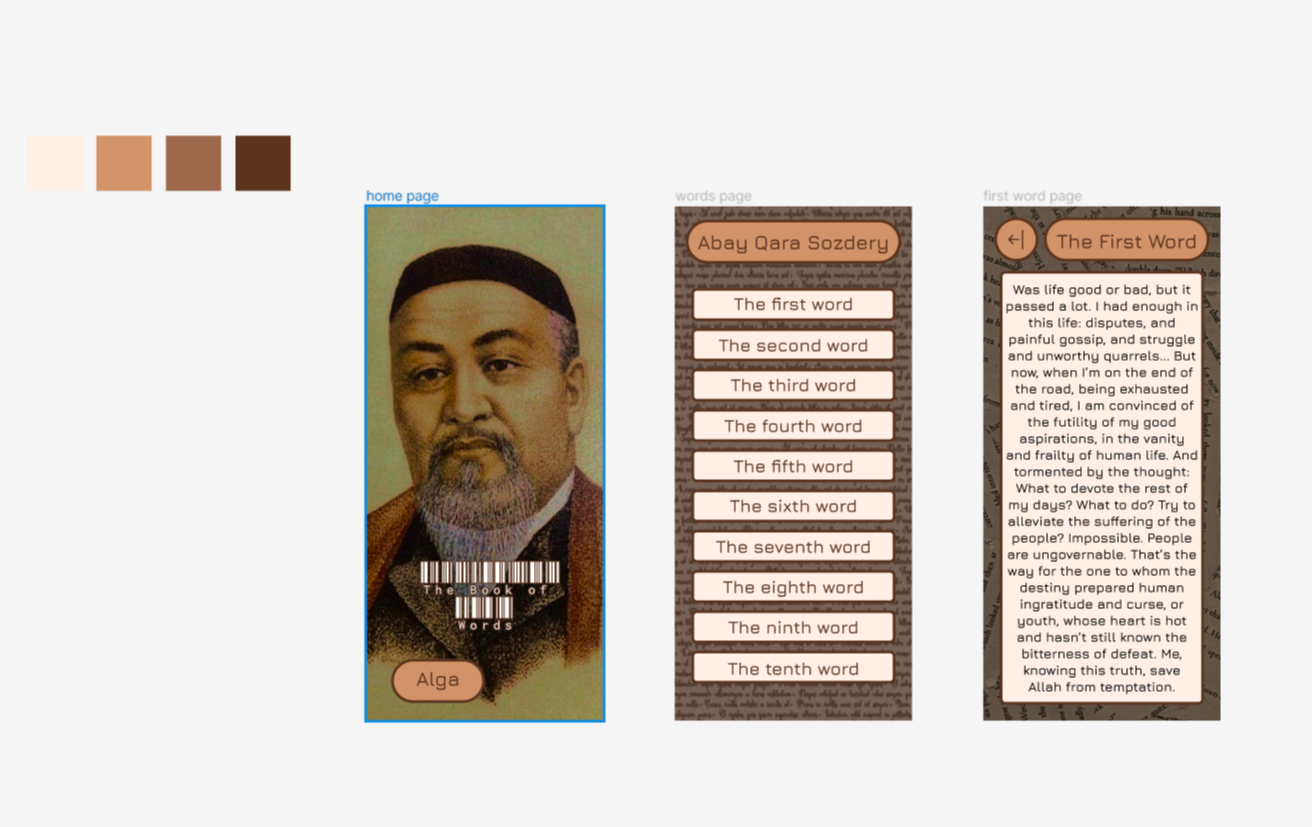 home page
The Book of
Words
Alga
words page
Abay Qara Sozdery
The first word
The second word
The third word
The fourth word
The fifth word
The sixth word
The seventh word
The eighth word
The ninth word
The tenth word
first word page
his hand across
The First Word
Was life good or bad, but it
passed a lot. I had enough in
this life: disputes, and
painful gossip, and struggle
and unworthy quarrels... But
now, when I'm on the end of
the road, being exhausted
and tired, I am convinced of
the futility of my good
aspirations, in the vanity
and frailty of human life. And
tormented by the thought:
What to devote the rest of
my days? What to do? Try to
alleviate the suffering of the
people? Impossible. People
are ungovernable. That's the
way for the one to whom the
destiny prepared human
ingratitude and curse, or
youth, whose heart is hot
and hasn't still known the
bitterness of defeat. Me,
knowing this truth, save
Allah from temptation.